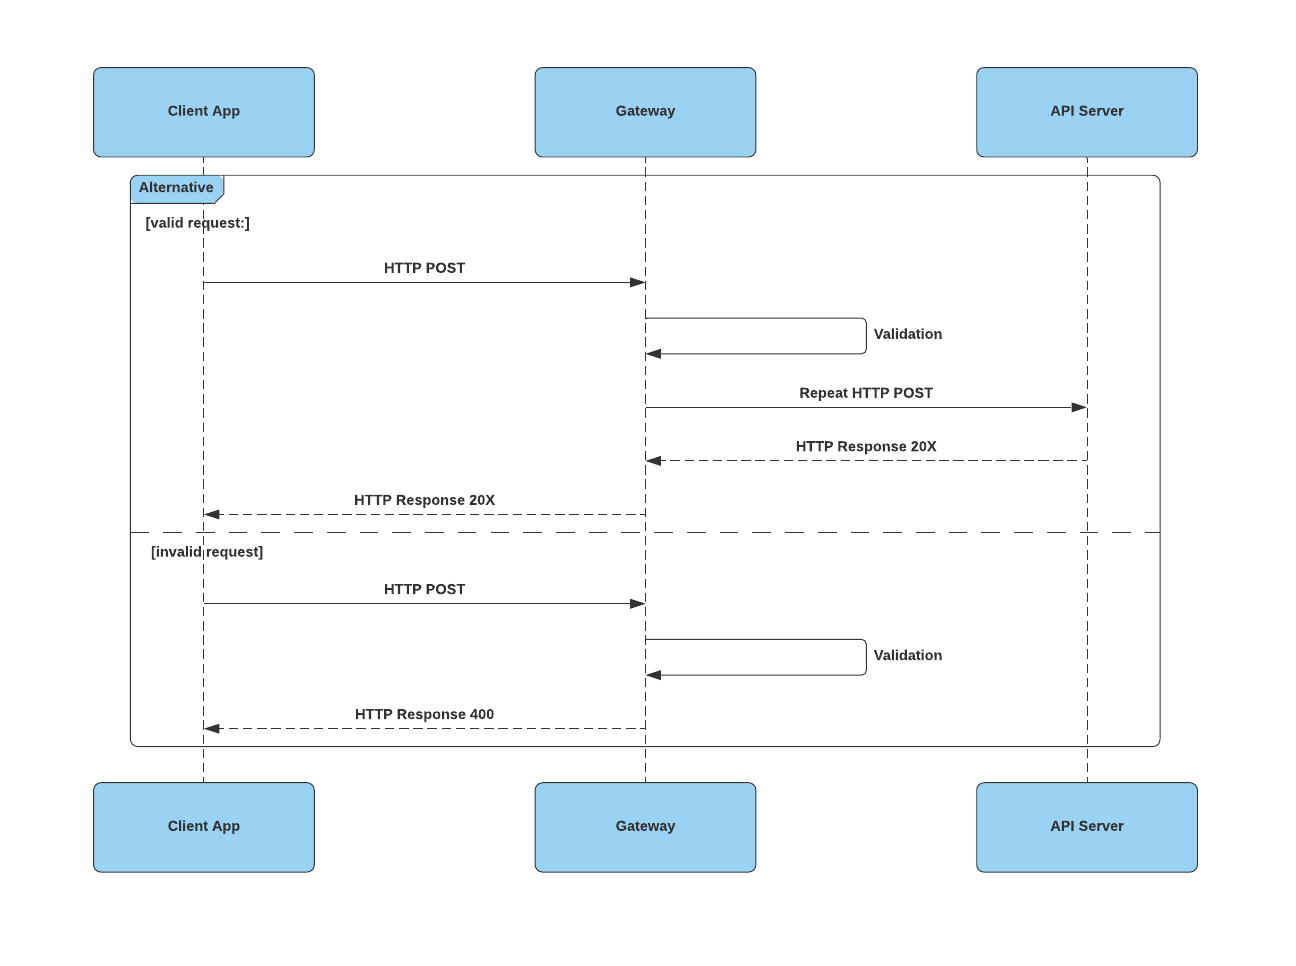 Client App
Gateway
API Server
Alternative
[valid request:]
HTTP POST
Validation
Repeat HTTP POST
HTTP Response 20X
HTTP Response 20X
[invalid request]
HTTP POST
Validation
HTTP Response 400
Client App
Gateway
API Server